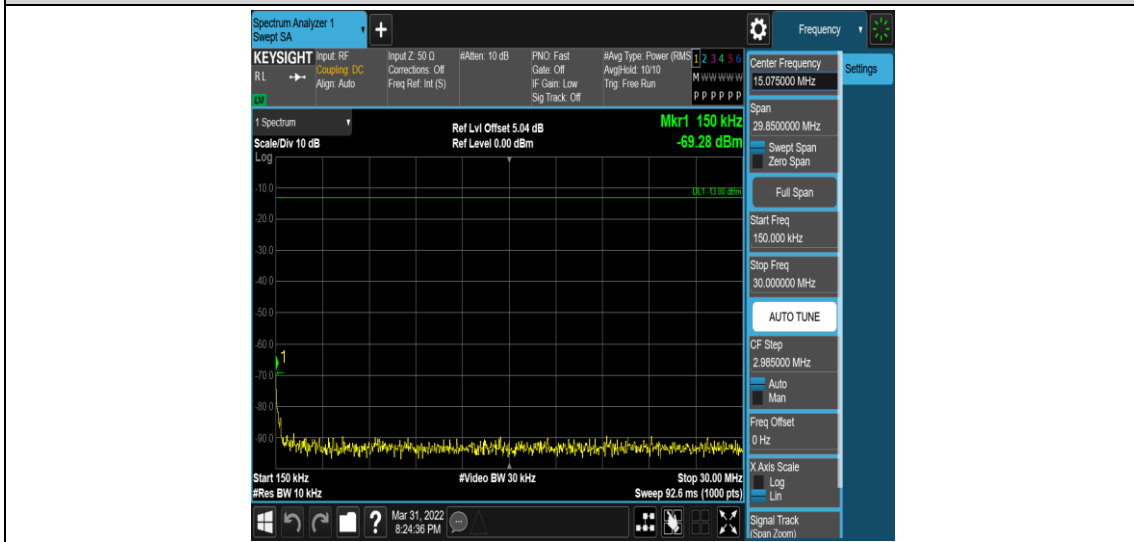 Spectrum Analyzer 1
Swept SA
+
Frequency
KEYSIGHT
RL
LXI
Input: RF
Coupling: DC
Align: Auto
Input Z: 50 Ω
Corrections: Off
Freq Ref: Int (S)
#Atten: 10 dB
PNO: Fast
Gate: Off
IF Gain: Low
Sig Track: Off
#Avg Type: Power (RMS
Avg|Hold: 10/10
Trig: Free Run
1 2 3 4 5 6
M W W W W W
P P P P P P
1 Spectrum
Scale/Div 10 dB
Log
Ref Lvl Offset 5.04 dB
Ref Level 0.00 dBm
Mkr1 150 kHz
-69.28 dBm
DL1 -13.00 dBm
-10.0
-20.0
-30.0
-40.0
-50.0
-60.0
1
-70.0
-80.0
-90.0
Start 150 kHz
#Res BW 10 kHz
#Video BW 30 kHz
Stop 30.00 MHz
Sweep 92.6 ms (1000 pts)
?
Mar 31, 2022
8:24:36 PM
Center Frequency
15.075000 MHz
Settings
Span
29.8500000 MHz
Swept Span
Zero Span
Full Span
Start Freq
150.000 kHz
Stop Freq
30.000000 MHz
AUTO TUNE
CF Step
2.985000 MHz
Auto
Man
Freq Offset
0 Hz
X Axis Scale
Log
Lin
Signal Track
(Span Zoom)